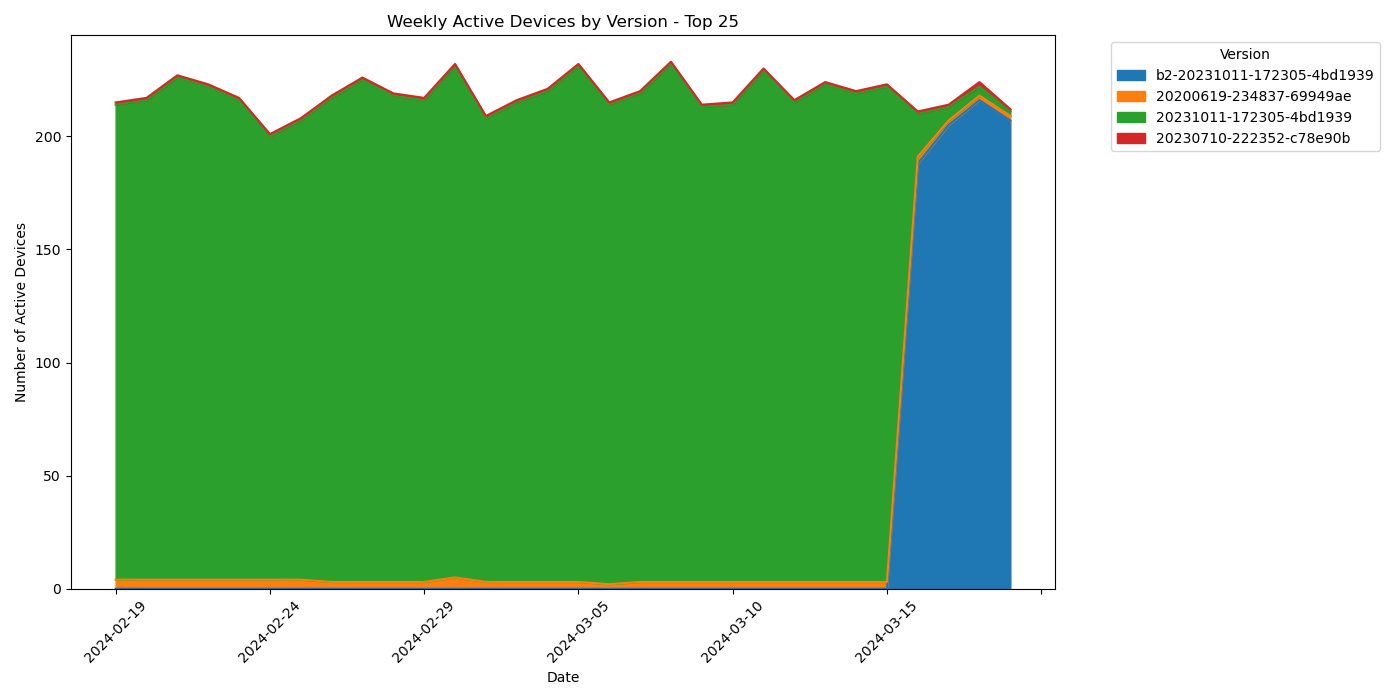 Weekly Active Devices by Version - Top 25
Number of Active Devices
200
150
100
50
0
2024-02-19
2024-02-24
2024-02-29
2024-03-05
2024-03-10
2024-03-15
Date
Version
b2-20231011-172305-4bd1939
20200619-234837-69949ae
20231011-172305-4bd1939
20230710-222352-c78e90b